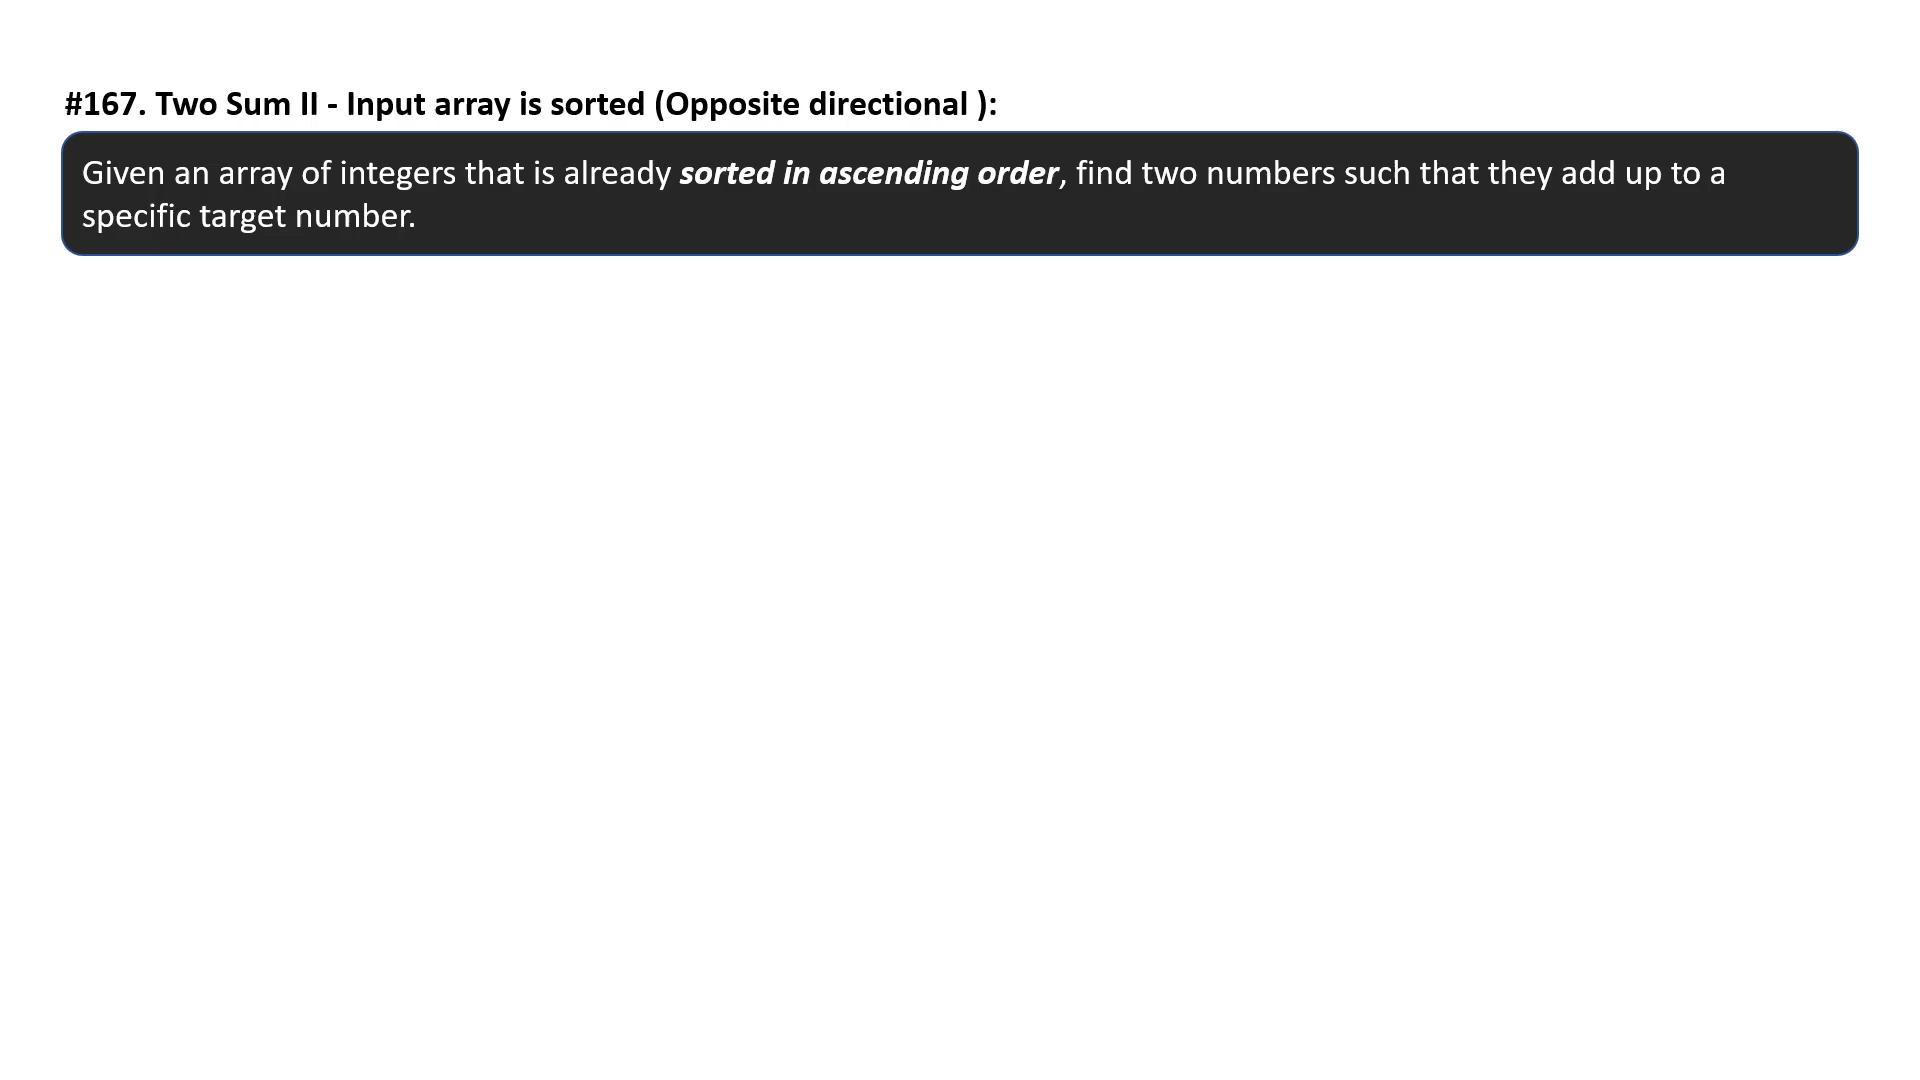 #167. Two Sum II - Input array is sorted (Opposite directional ):
Given an array of integers that is already sorted in ascending order, find two numbers such that they add up to a
specific target number.